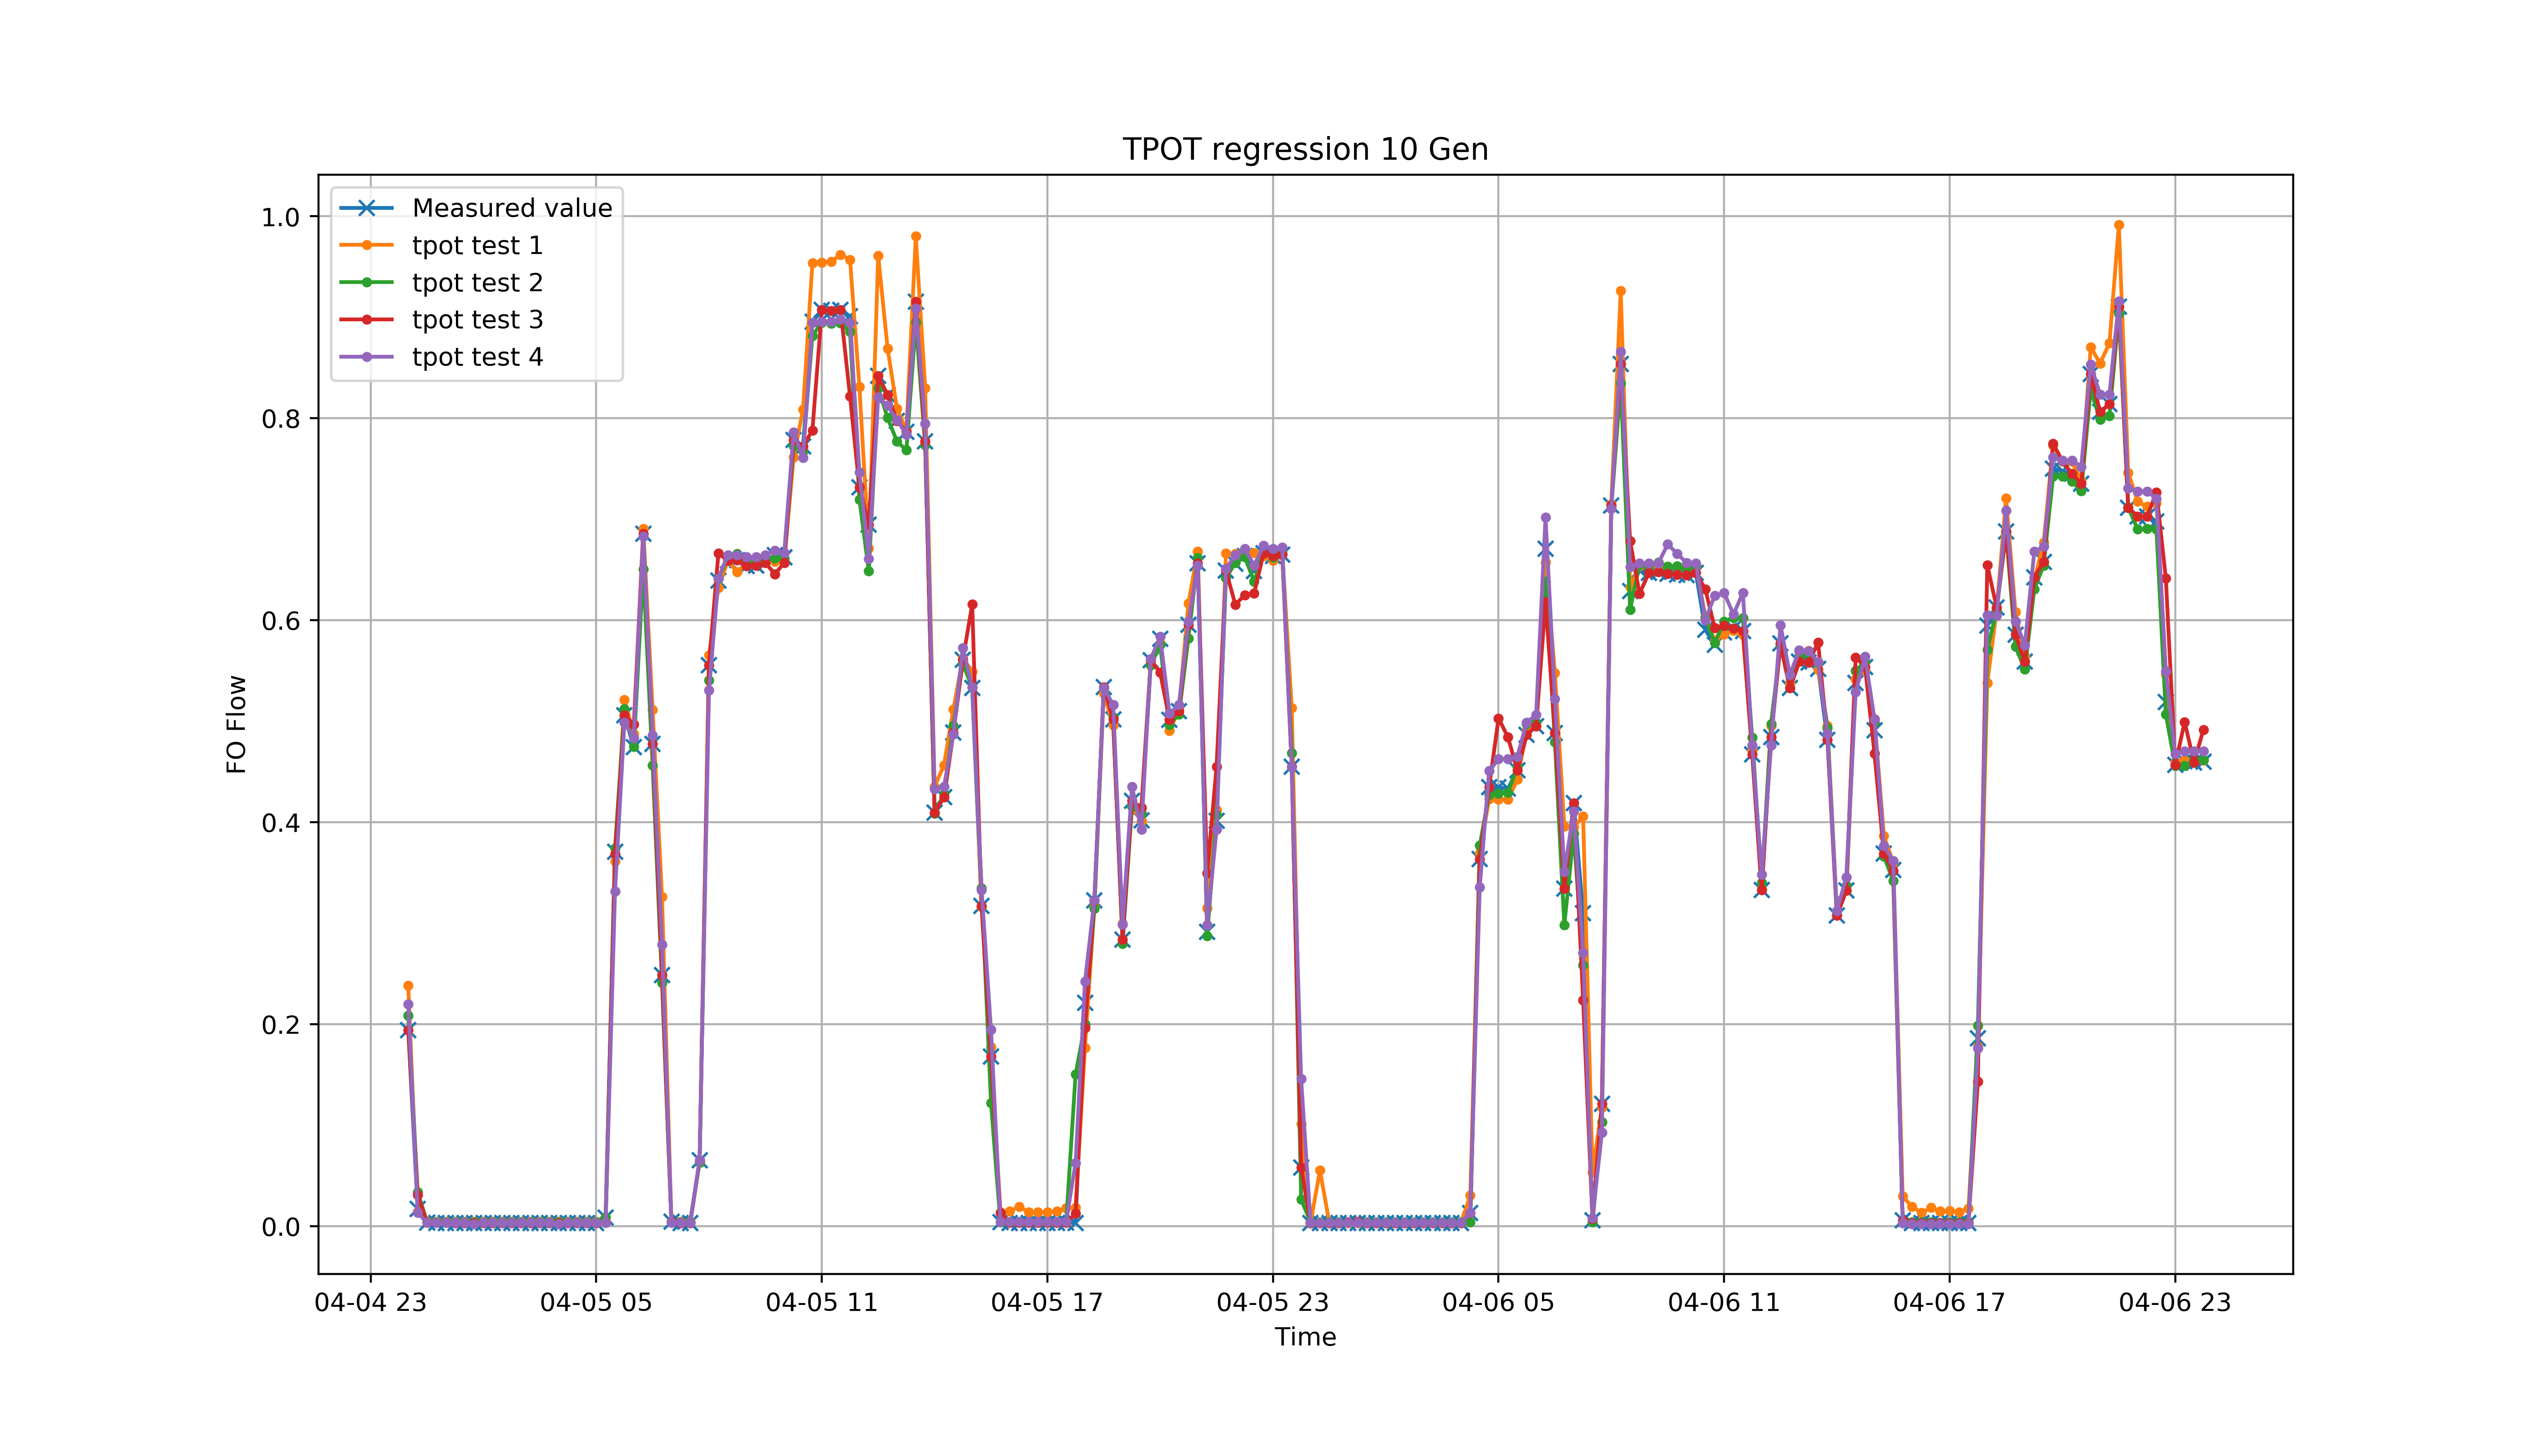 TPOT regression 10 Gen
Measured value
tpot test 1
tpot test 2
tpot test 3
tpot test 4
FO Flow
1.0
0.8
0.6
0.4
0.2
0.0
04-04 23
04-05 05
04-05 11
04-05 17
04-05 23
04-06 05
04-06 11
04-06 17
04-06 23
Time